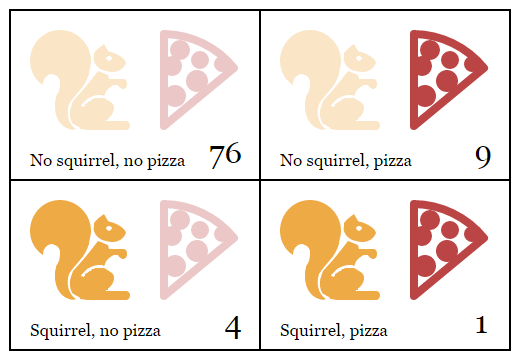 No squirrel, no pizza 76
No squirrel, pizza 9
Squirrel, no pizza 4
Squirrel, pizza 1